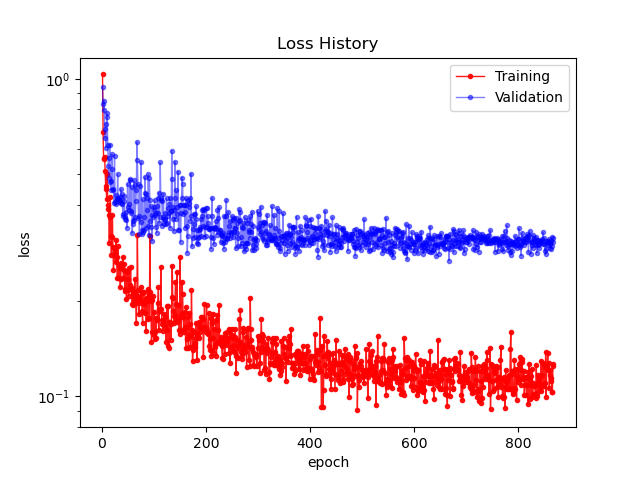 Loss History
Training
Validation
loss
10⁰
10⁻¹
0
200
400
600
800
epoch